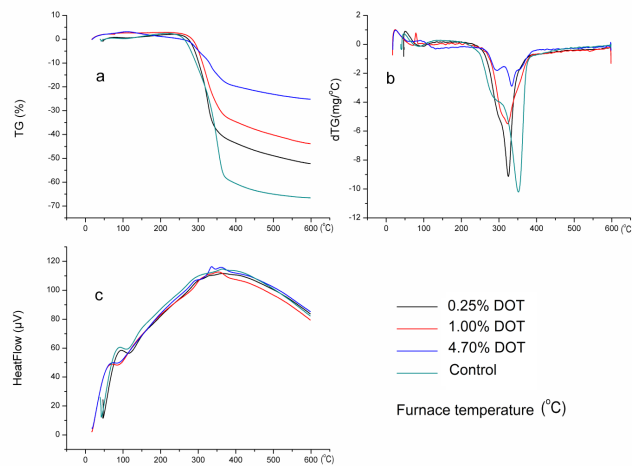 a
TG (%)
10
0
-10
-20
-30
-40
-50
-60
-70
0 100 200 300 400 500 600 (°C)
b
dTG(mg/°C)
2
0
-2
-4
-6
-8
-10
-12
0 100 200 300 400 500 600 (°C)
c
HeatFlow (μV)
120
100
80
60
40
20
0
0 100 200 300 400 500 600 (°C)
0.25% DOT
1.00% DOT
4.70% DOT
Control
Furnace temperature (°C)